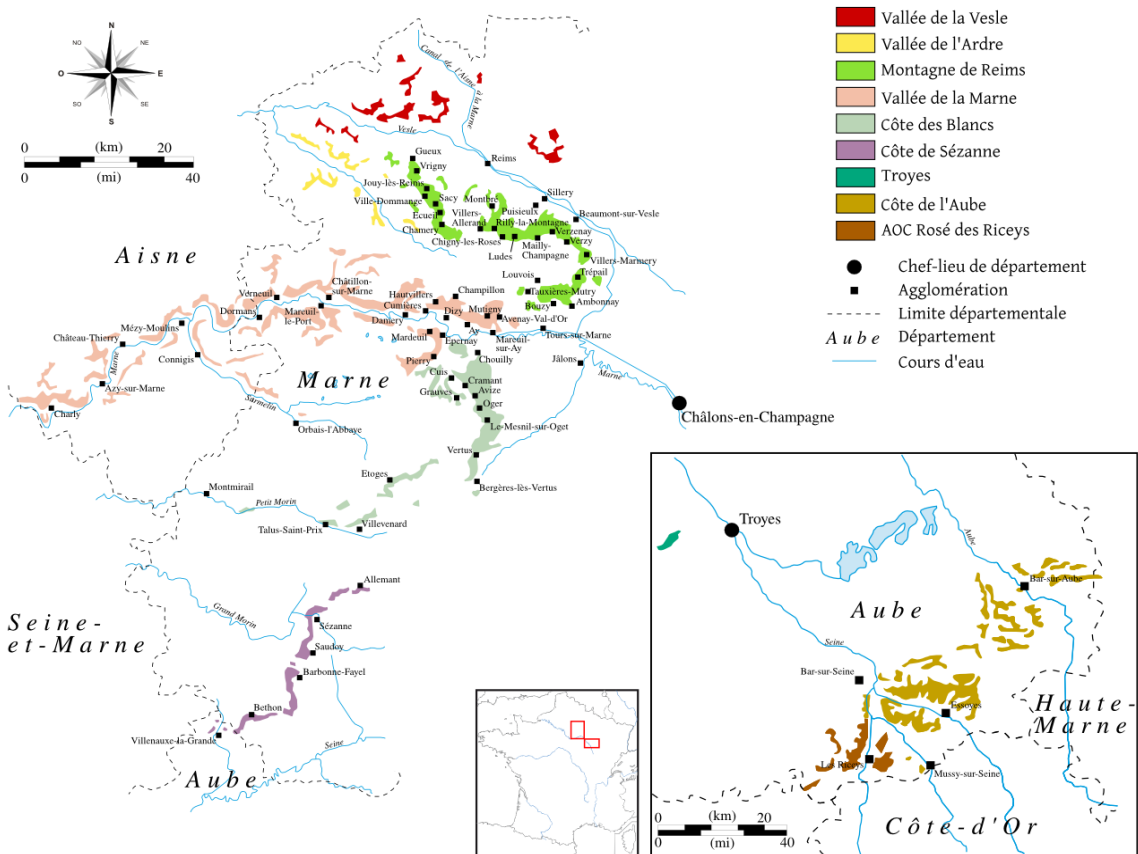 N
NO
NE
O
E
SO
SE
S
0
(km)
20
0
(mi)
40
Vallée de la Vesle
Vallée de l'Ardre
Montagne de Reims
Vallée de la Marne
Côte des Blancs
Côte de Sézanne
Troyes
Côte de l'Aube
AOC Rosé des Riceys
Chef-lieu de département
Agglomération
Limite départementale
Aube
Département
Cours d'eau
Canal de l'Aisne
à la Marne
Vesle
Gueux
Vrigny
Reims
Jouy-lès-Reims
Ville-Dommange
Sacy
Écueil
Chamery
Villers-
Allerand
Montbré
Puisieulx
Sillery
Rilly-la-Montagne
Beaumont-sur-Vesle
Chigny-les-Roses
Ludes
Mailly-
Champagne
Verzenay
Verzy
Villers-Marmery
Trépail
Louvois
Tauxières-Mutry
Bouzy
Ambonnay
Aisne
Verneuil
Châtillon-
sur-Marne
Dormans
Mareuil-
le-Port
Hautvillers
Champillon
Cumières
Damery
Dizy
Mutigny
Avenay-Val-d'Or
Ay
Mareuil-
sur-Ay
Tours-sur-Marne
Mézy-Moulins
Château-Thierry
Marne
Connigis
Azy-sur-Marne
Charly
Mardeuil
Epernay
Pierry
Chouilly
Jâlons
Marne
Marne
Cuis
Cramant
Avize
Grauves
Oger
Le-Mesnil-sur-Oget
Châlons-en-Champagne
Surmelin
Orbais-l'Abbaye
Vertus
Bergères-lès-Vertus
Etoges
Montmirail
Petit Morin
Talus-Saint-Prix
Villevenard
Allemant
Grand Morin
Sézanne
Saudoy
Barbonne-Fayel
Seine-
et-Marne
Bethon
Villenauxe-la-Grande
Seine
Aube
Troyes
Aube
Bar-sur-Aube
Aube
Seine
Bar-sur-Seine
Essoyes
Haute-
Marne
Les Riceys
Mussy-sur-Seine
Côte-d'Or
0
(km)
20
0
(mi)
40